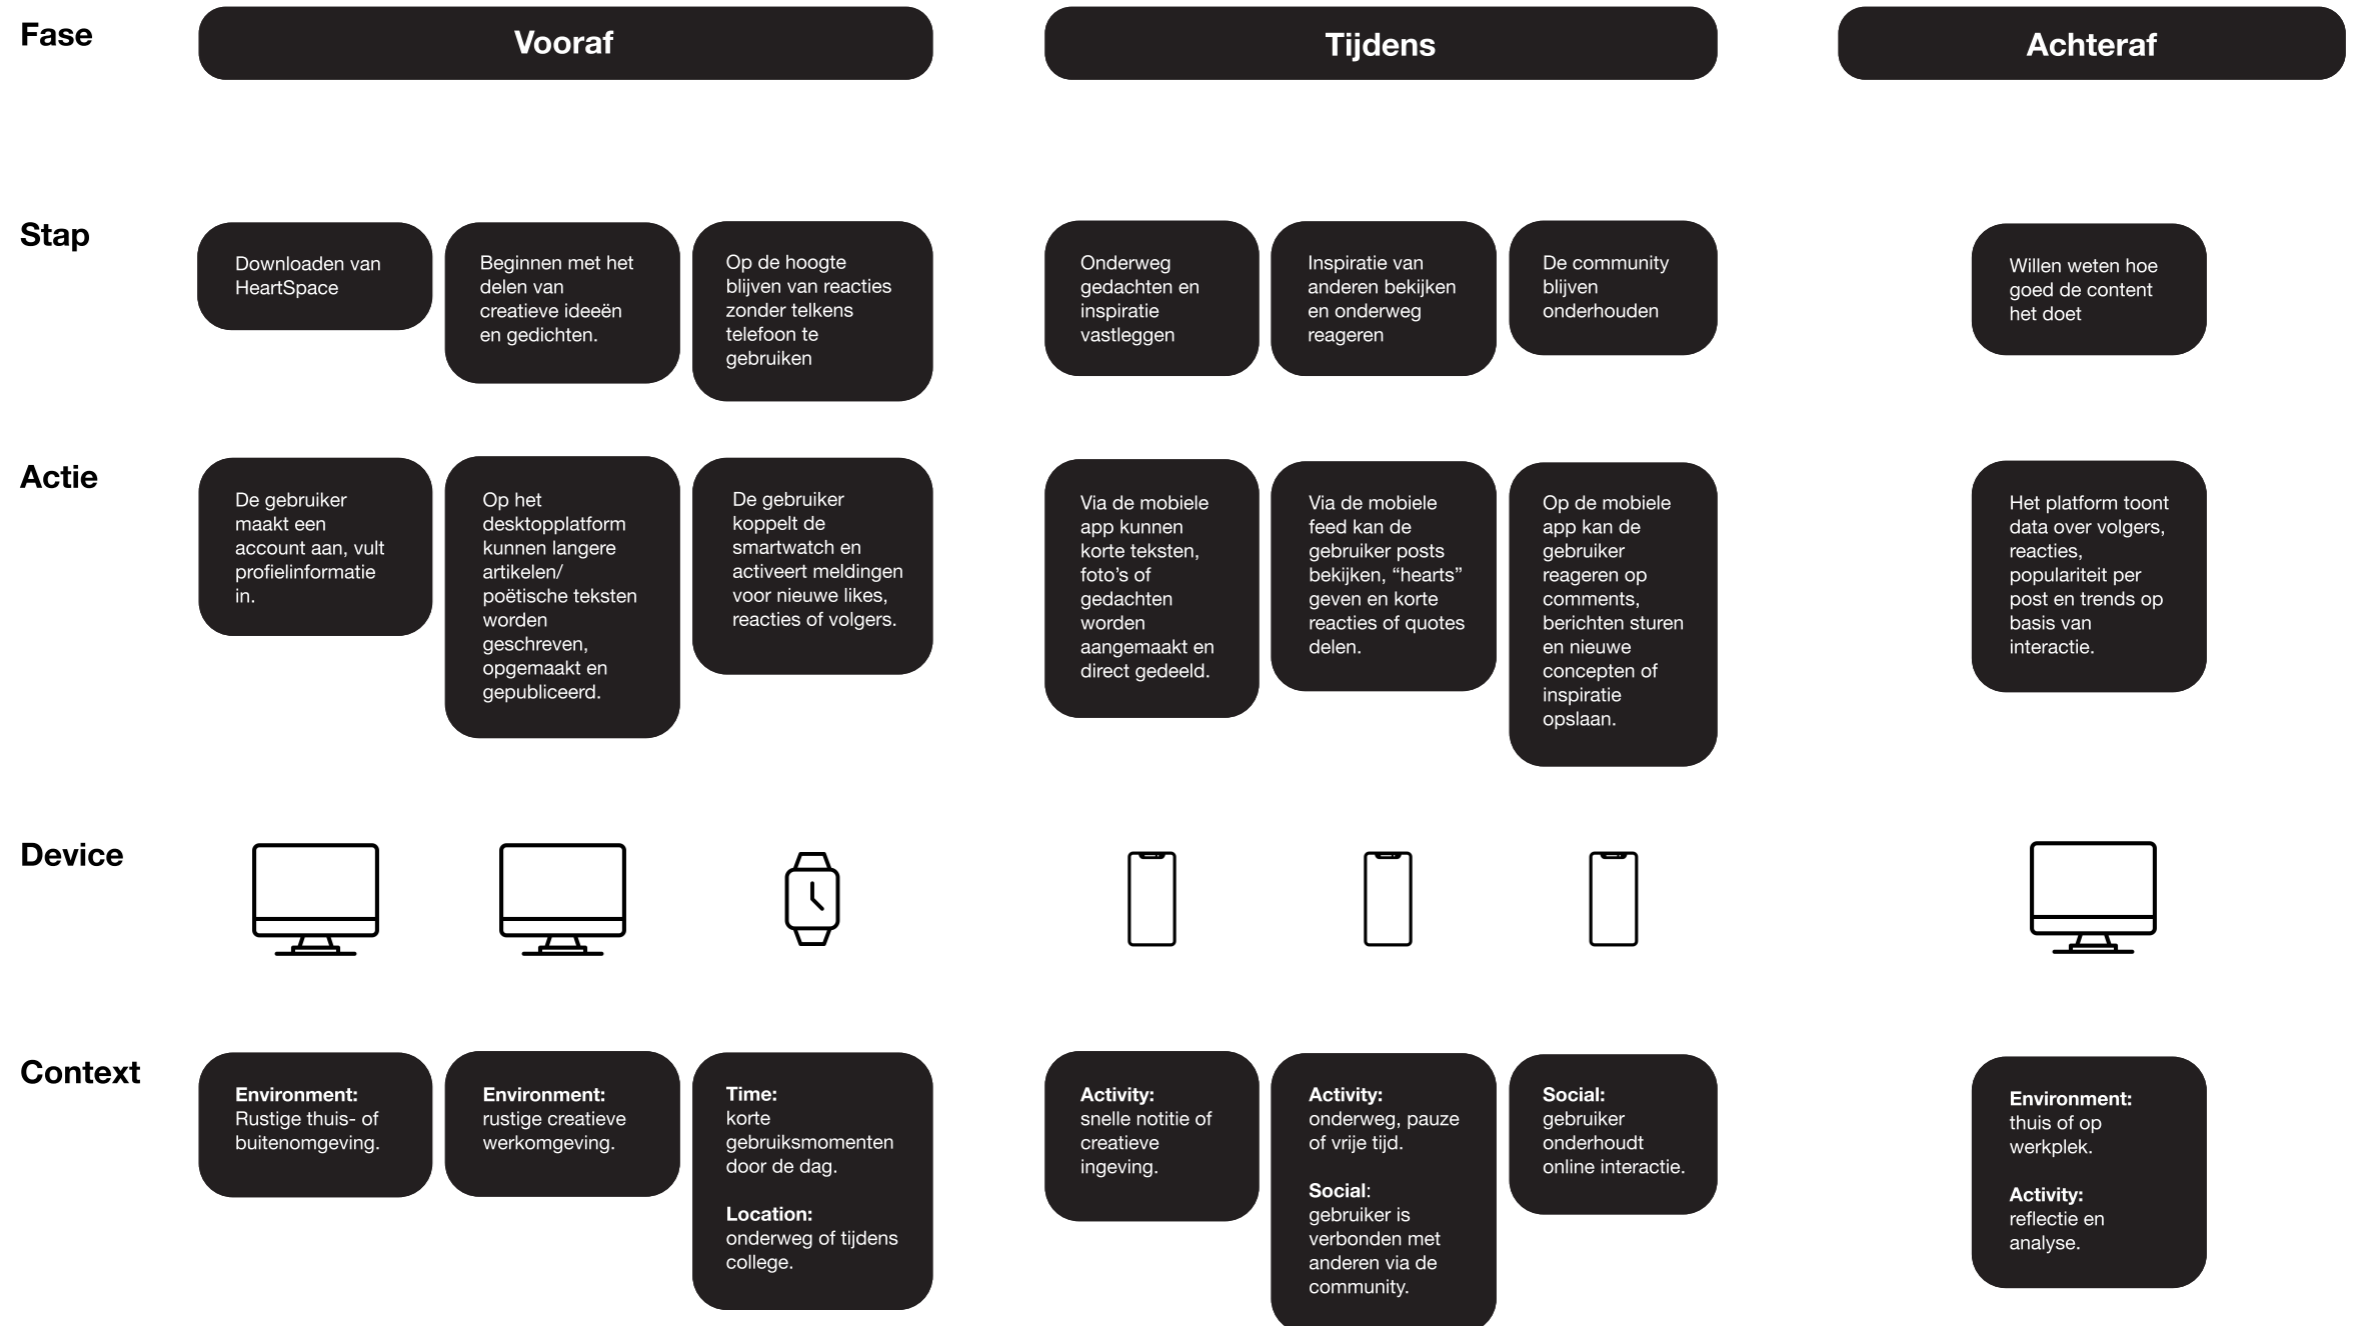 Fase
Vooraf
Tijdens
Achteraf
Stap
Downloaden van
HeartSpace
Beginnen met het
delen van
creatieve ideeën
en gedichten.
Op de hoogte
blijven van reacties
zonder telkens
telefoon te
gebruiken
Onderweg
gedachten en
inspiratie
vastleggen
Inspiratie van
anderen bekijken
en onderweg
reageren
De community
blijven
onderhouden
Willen weten hoe
goed de content
het doet
Actie
De gebruiker
maakt een
account aan, vult
profielinformatie
in.
Op het
desktopplatform
kunnen langere
artikelen/
poëtische teksten
worden
geschreven,
opgemaakt en
gepubliceerd.
De gebruiker
koppelt de
smartwatch en
activeert meldingen
voor nieuwe likes,
reacties of volgers.
Via de mobiele
app kunnen
korte teksten,
foto’s of
gedachten
worden
aangemaakt en
direct gedeeld.
Via de mobiele
feed kan de
gebruiker posts
bekijken, “hearts”
geven en korte
reacties of quotes
delen.
Op de mobiele
app kan de
gebruiker
reageren op
comments,
berichten sturen
en nieuwe
concepten of
inspiratie
opslaan.
Het platform toont
data over volgers,
reacties,
populariteit per
post en trends op
basis van
interactie.
Device
Context
Environment:
Rustige thuis- of
buitenomgeving.
Environment:
rustige creatieve
werkomgeving.
Time:
korte
gebruiksmomenten
door de dag.
Location:
onderweg of tijdens
college.
Activity:
snelle notitie of
creatieve
ingeving.
Activity:
onderweg, pauze
of vrije tijd.
Social:
gebruiker is
verbonden met
anderen via de
community.
Social:
gebruiker
onderhoudt
online interactie.
Environment:
thuis of op
werkplek.
Activity:
reflectie en
analyse.